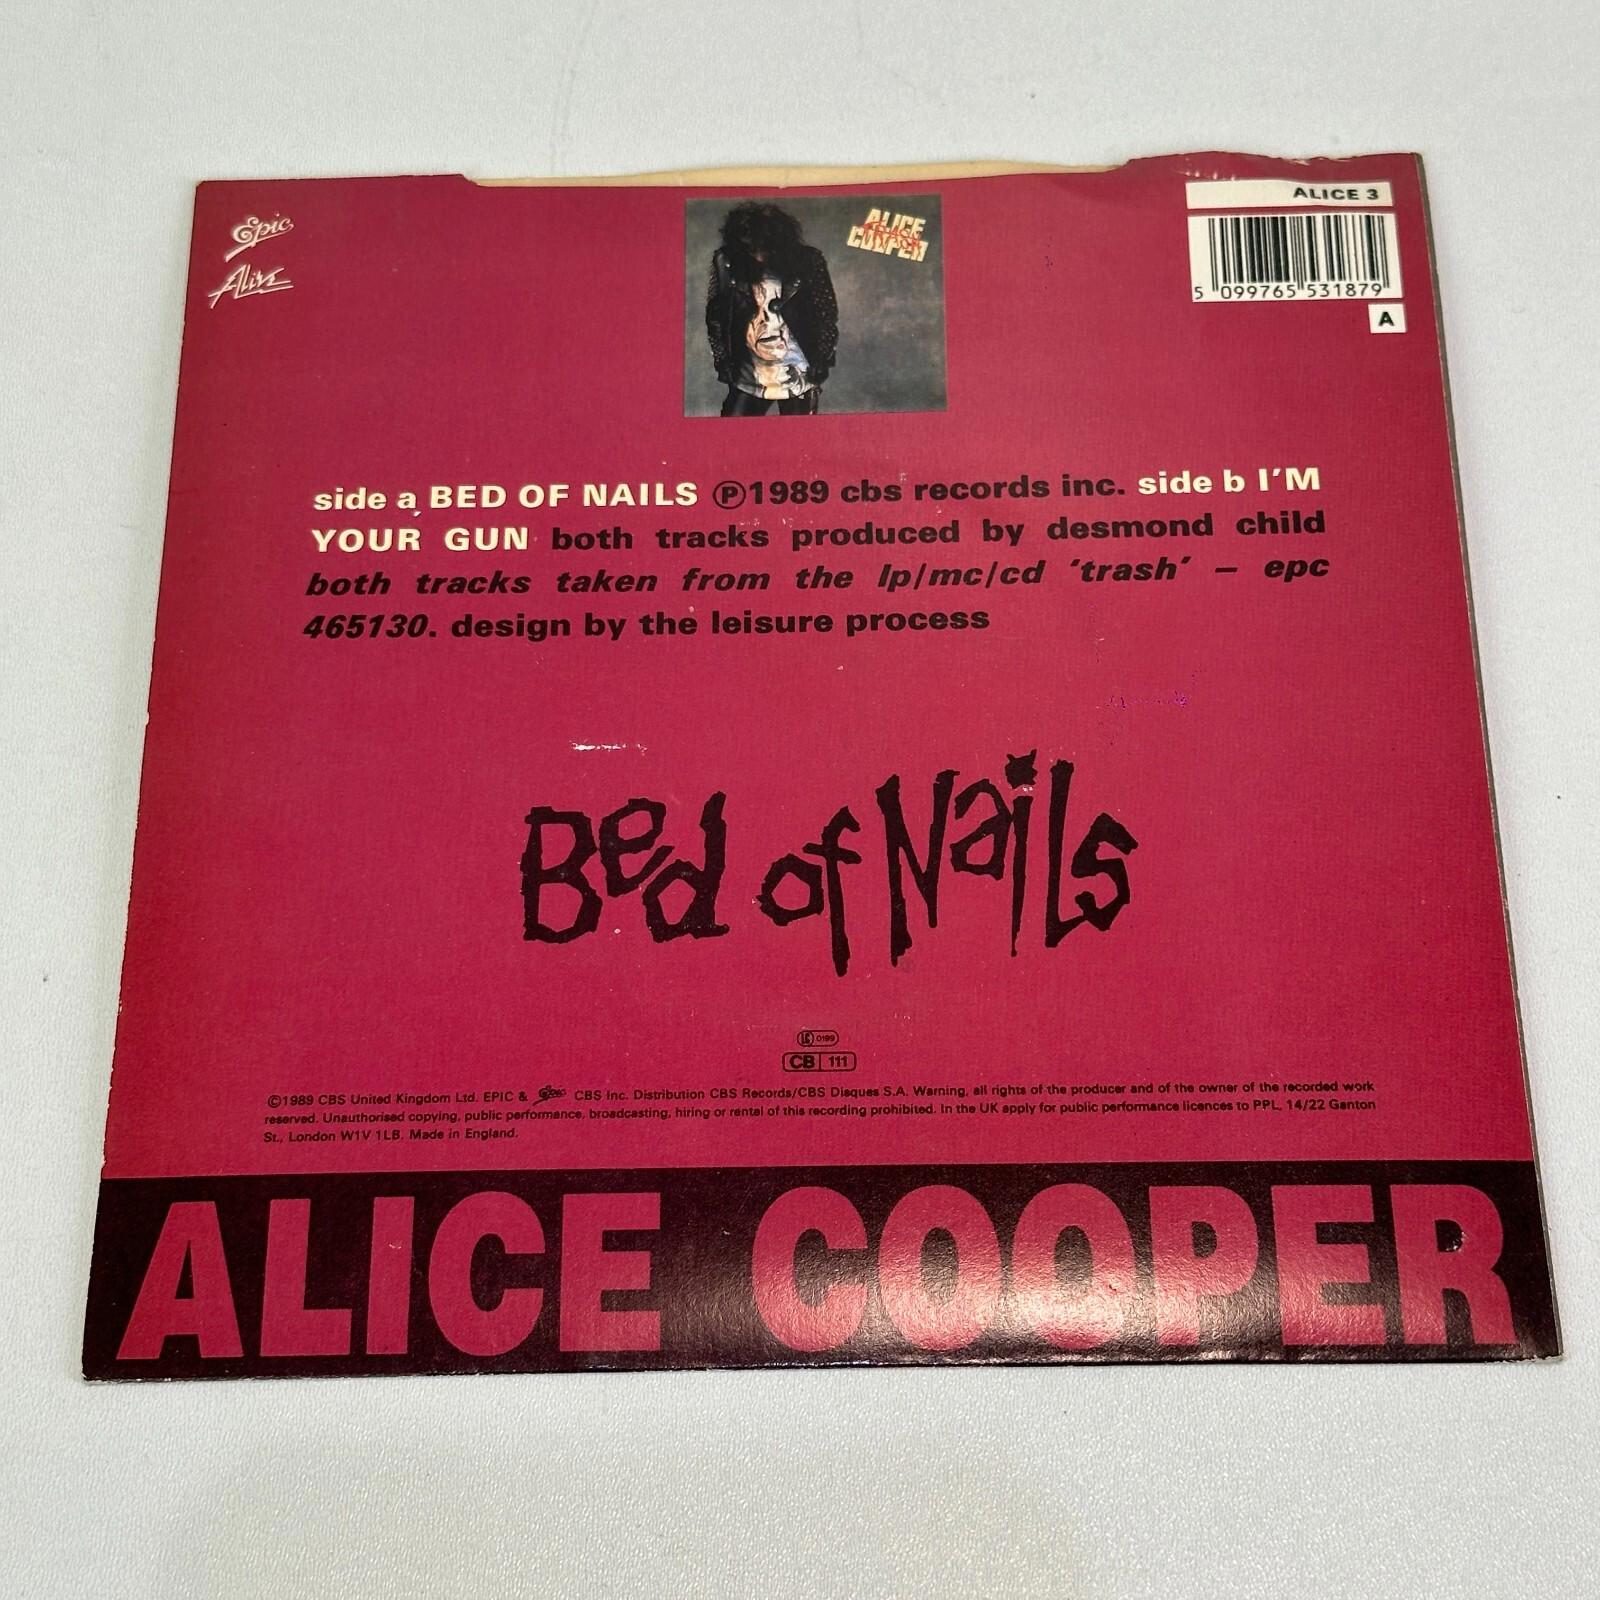 Epic
Alive
ALICE
TRASH
COOPER
ALICE 3
5 099765 531879
A
side a BED OF NAILS ℗1989 cbs records inc. side b I'M
YOUR GUN both tracks produced by desmond child
both tracks taken from the lp/mc/cd 'trash' – epc
465130. design by the leisure process
Bed of Nails
LC 0199
CB 111
©1989 CBS United Kingdom Ltd. EPIC & Epic CBS Inc. Distribution CBS Records/CBS Disques S.A. Warning, all rights of the producer and of the owner of the recorded work
reserved. Unauthorised copying, public performance, broadcasting, hiring or rental of this recording prohibited. In the UK apply for public performance licences to PPL, 14/22 Ganton
St., London W1V 1LB. Made in England.
ALICE COOPER